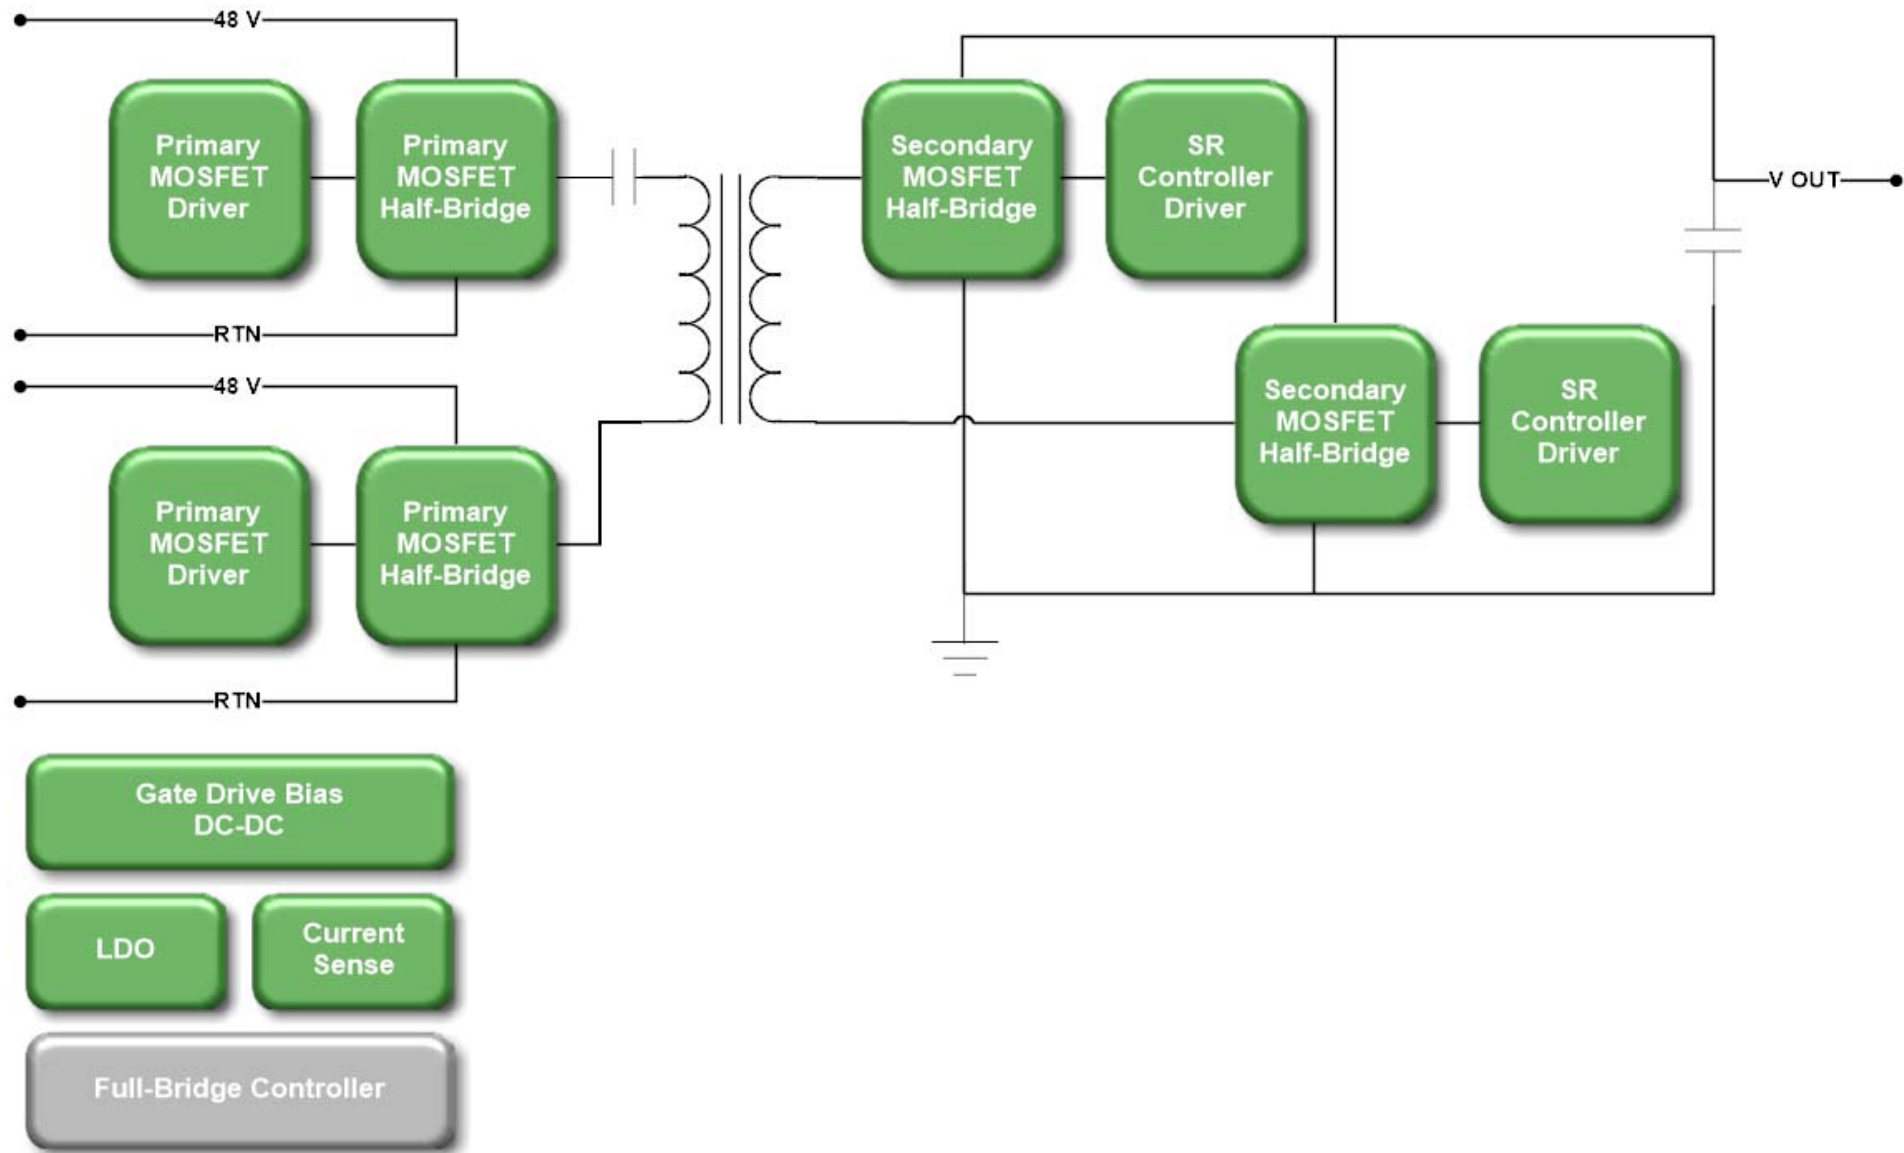 48 V
Primary
MOSFET
Driver
Primary
MOSFET
Half-Bridge
RTN
Secondary
MOSFET
Half-Bridge
SR
Controller
Driver
V OUT
48 V
Primary
MOSFET
Driver
Primary
MOSFET
Half-Bridge
RTN
Secondary
MOSFET
Half-Bridge
SR
Controller
Driver
Gate Drive Bias
DC-DC
LDO
Current
Sense
Full-Bridge Controller